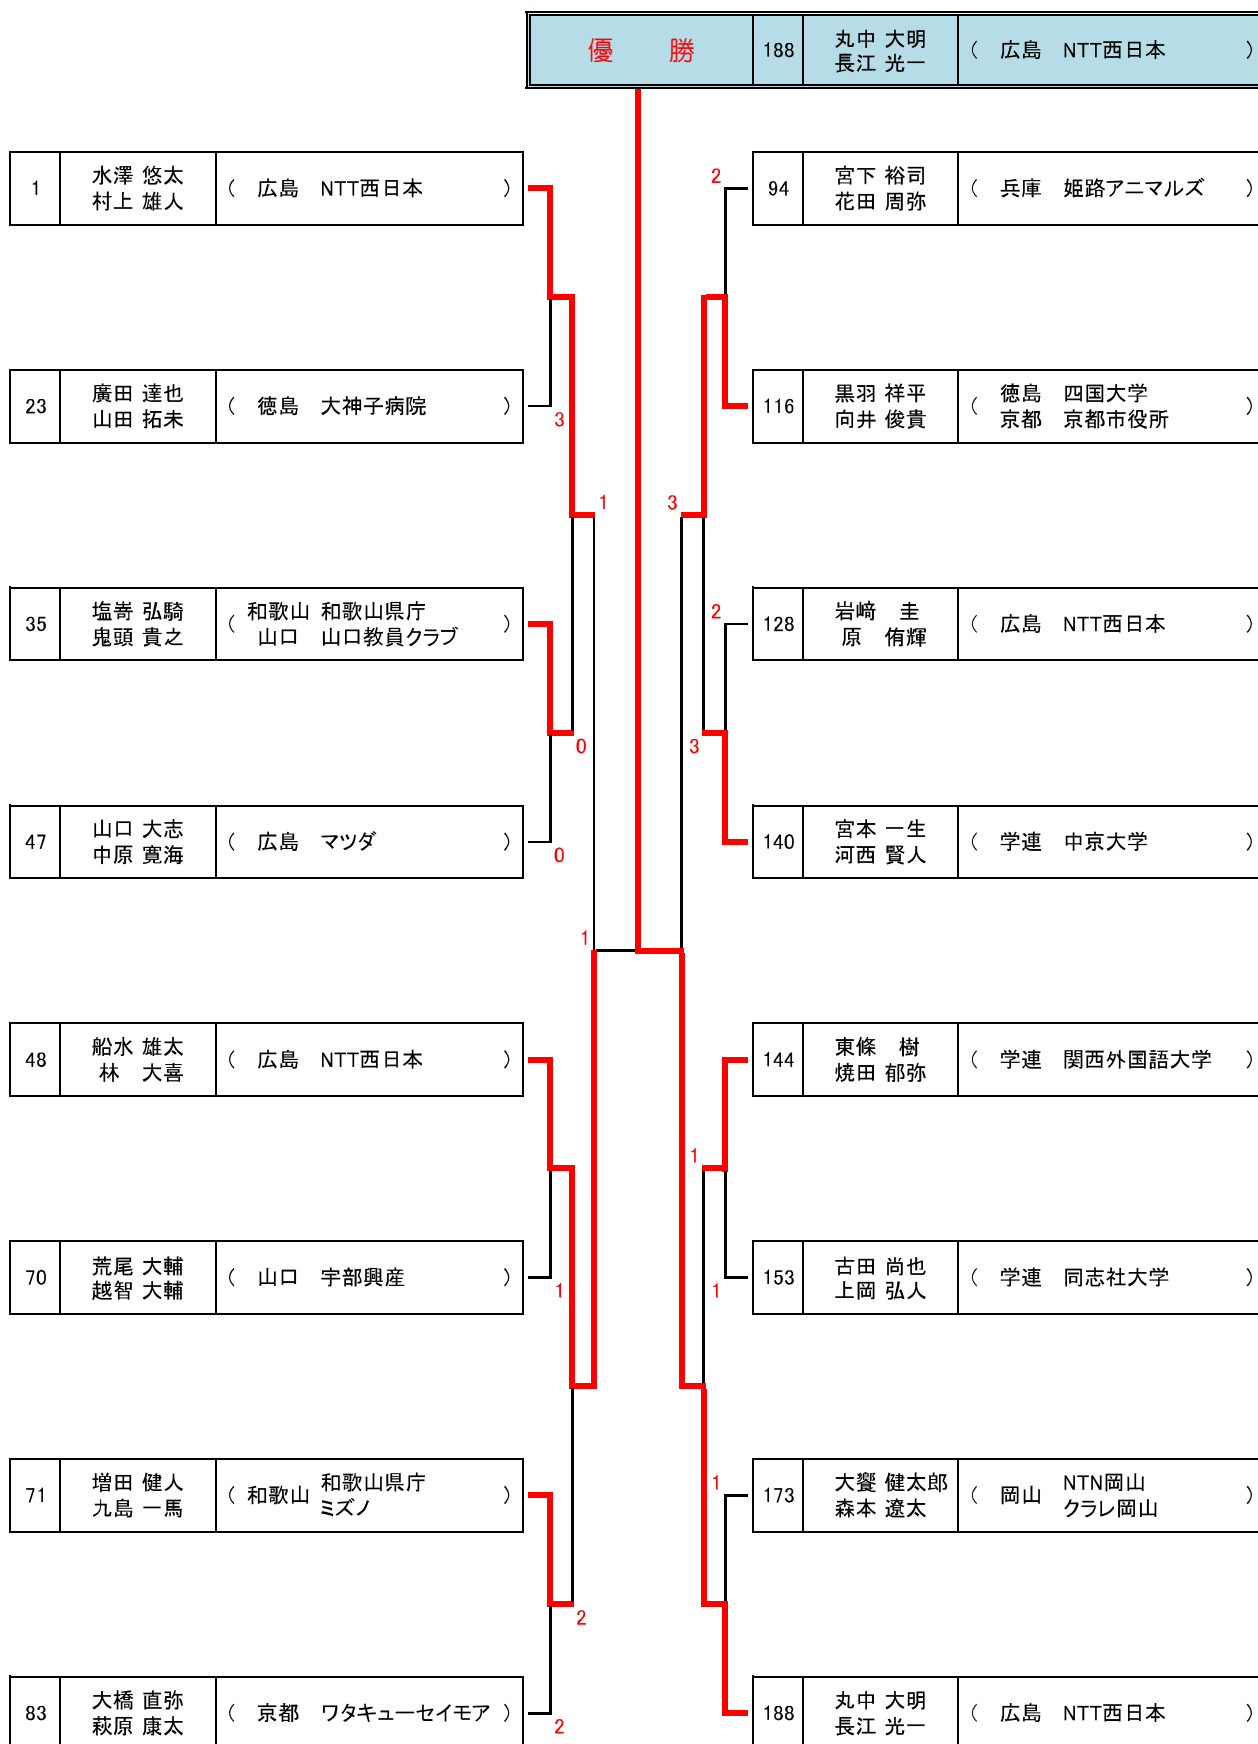 優勝 188 丸中 大明 ( 広島 NTT西日本 )
長江 光一
1 水澤 悠太 ( 広島 NTT西日本 )
村上 雄人
2 94 宮下 裕司 ( 兵庫 姫路アニマルズ )
花田 周弥
23 廣田 達也 ( 徳島 大神子病院 )
山田 拓未
3
116 黒羽 祥平 ( 徳島 四国大学
向井 俊貴 京都 京都市役所 )
1
3
35 塩嵜 弘騎 ( 和歌山 和歌山県庁
鬼頭 貴之 山口 山口教員クラブ )
0
2 128 岩﨑 圭 ( 広島 NTT西日本 )
原 侑輝
3
47 山口 大志 ( 広島 マツダ )
中原 寛海
0
140 宮本 一生 ( 学連 中京大学 )
河西 賢人
1
48 船水 雄太 ( 広島 NTT西日本 )
林 大喜
144 東條 樹 ( 学連 関西外国語大学 )
焼田 郁弥
1
70 荒尾 大輔 ( 山口 宇部興産 )
越智 大輔
1
153 古田 尚也 ( 学連 同志社大学 )
上岡 弘人
1
71 増田 健人 ( 和歌山 和歌山県庁
九島 一馬 ミズノ )
2
1 173 大饗 健太郎 ( 岡山 NTN岡山
森本 遼太 クラレ岡山 )
83 大橋 直弥 ( 京都 ワタキューセイモア )
萩原 康太
2
188 丸中 大明 ( 広島 NTT西日本 )
長江 光一